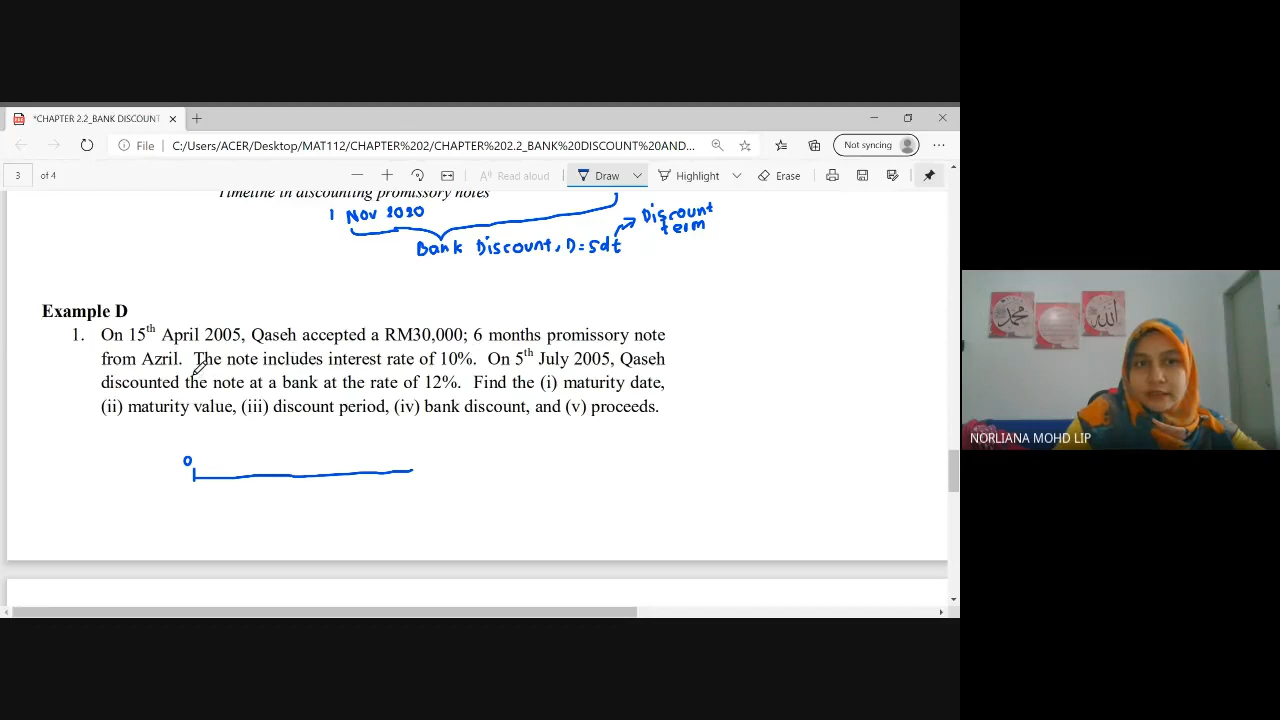 *CHAPTER 2.2_BANK DISCOUNT
File C:/Users/ACER/Desktop/MAT112/CHAPTER%202/CHAPTER%202.2_BANK%20DISCOUNT%20AND... Not syncing
3 of 4 Read aloud Draw Highlight Erase
Timeline in discounting promissory notes
1 Nov 2020
Discount
term
Bank Discount, D = Sdt
Example D
1. On 15th April 2005, Qaseh accepted a RM30,000; 6 months promissory note
from Azril. The note includes interest rate of 10%. On 5th July 2005, Qaseh
discounted the note at a bank at the rate of 12%. Find the (i) maturity date,
(ii) maturity value, (iii) discount period, (iv) bank discount, and (v) proceeds.
0
NORLIANA MOHD LIP